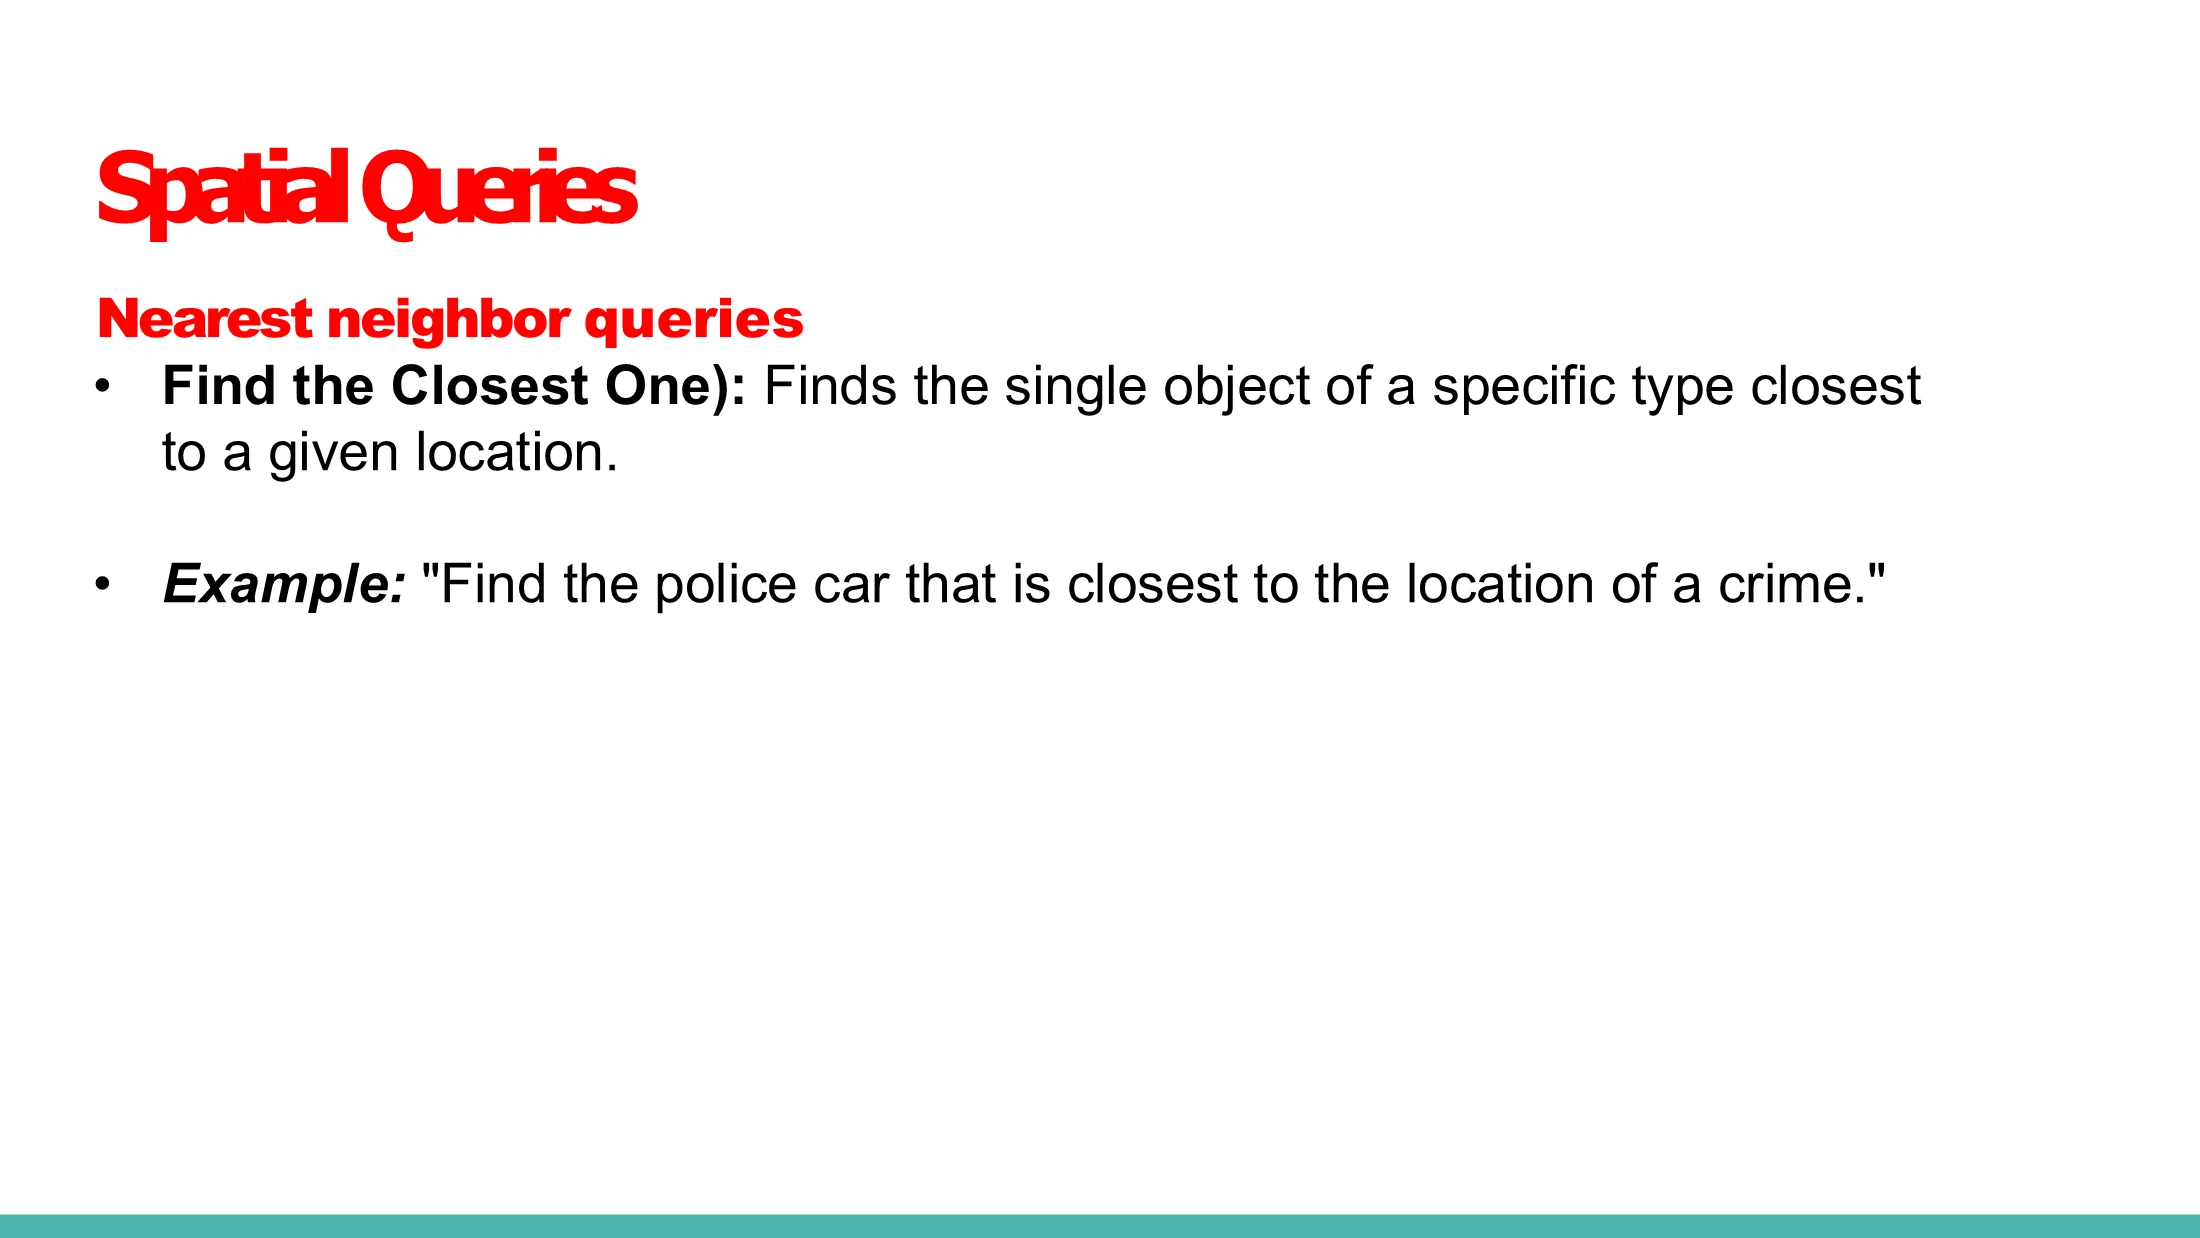 Spatial Queries
Nearest neighbor queries
• Find the Closest One): Finds the single object of a specific type closest
to a given location.
• Example: "Find the police car that is closest to the location of a crime."